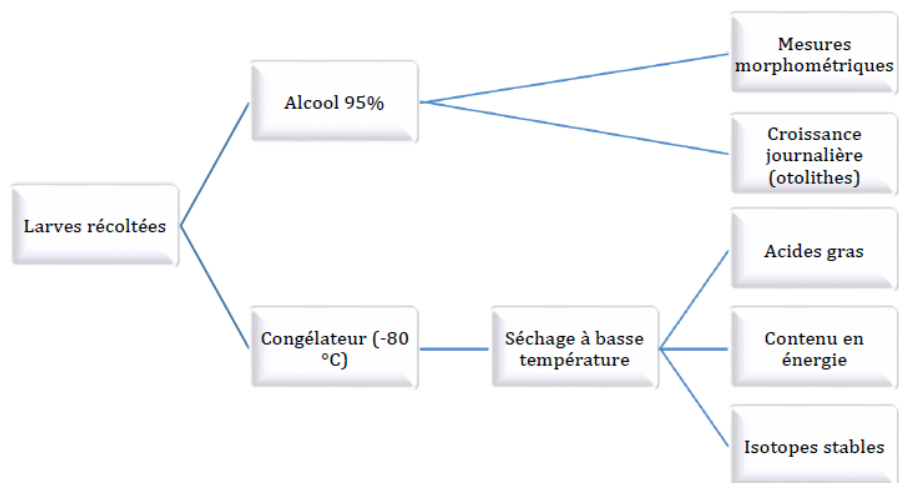 Larves récoltées
Alcool 95%
Mesures
morphométriques
Croissance
journalière
(otolithes)
Congélateur (-80
°C)
Séchage à basse
température
Acides gras
Contenu en
énergie
Isotopes stables